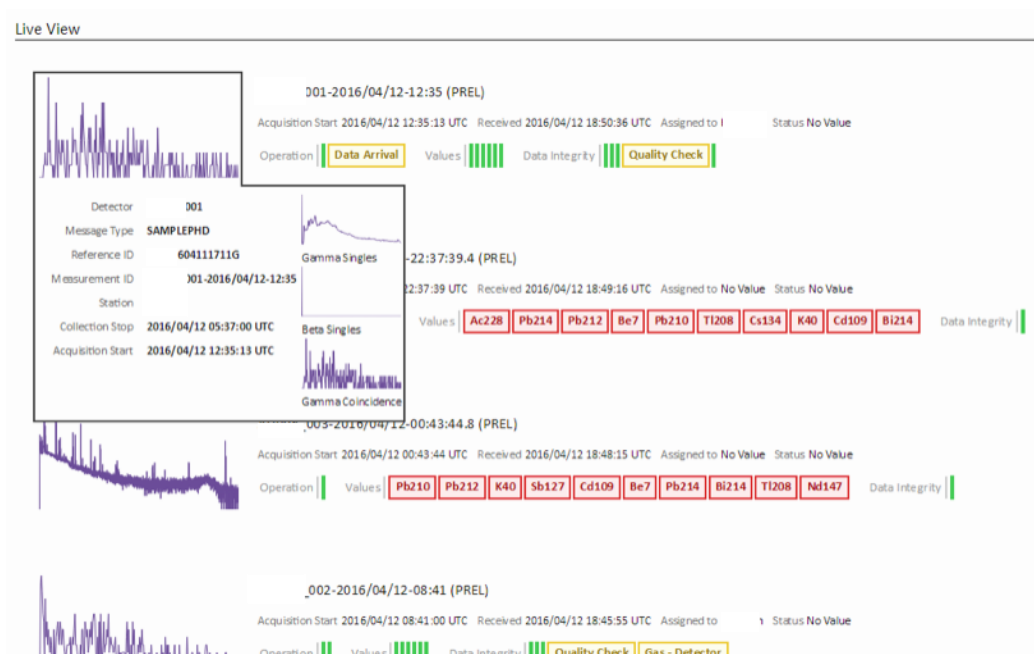 Live View
001-2016/04/12-12:35 (PREL)
Acquisition Start 2016/04/12 12:35:13 UTC Received 2016/04/12 18:50:36 UTC Assigned to Status No Value
Operation Data Arrival Values Data Integrity Quality Check
Detector 001
Message Type SAMPLEPHD
Reference ID 604111711G
Measurement ID 001-2016/04/12-12:35
Station
Collection Stop 2016/04/12 05:37:00 UTC
Acquisition Start 2016/04/12 12:35:13 UTC
Gamma Singles
Beta Singles
Gamma Coincidence
-22:37:39.4 (PREL)
22:37:39 UTC Received 2016/04/12 18:49:16 UTC Assigned to No Value Status No Value
Values Ac228 Pb214 Pb212 Be7 Pb210 Tl208 Cs134 K40 Cd109 Bi214 Data Integrity
_003-2016/04/12-00:43:44.8 (PREL)
Acquisition Start 2016/04/12 00:43:44 UTC Received 2016/04/12 18:48:15 UTC Assigned to No Value Status No Value
Operation Values Pb210 Pb212 K40 Sb127 Cd109 Be7 Pb214 Bi214 Tl208 Nd147 Data Integrity
_002-2016/04/12-08:41 (PREL)
Acquisition Start 2016/04/12 08:41:00 UTC Received 2016/04/12 18:45:55 UTC Assigned to Status No Value
Operation Values Data Integrity Quality Check Gas - Detector